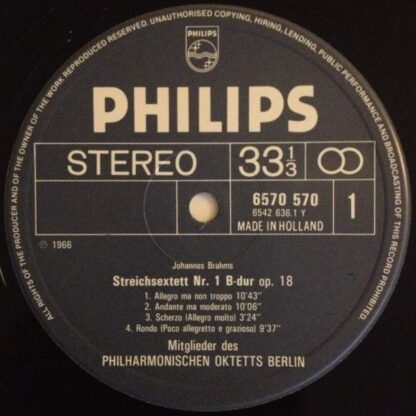 ALL RIGHTS OF THE PRODUCER AND OF THE OWNER OF THE WORK REPRODUCED RESERVED. UNAUTHORISED COPYING, HIRING, LENDING, PUBLIC PERFORMANCE AND BROADCASTING OF THIS RECORD PROHIBITED.
PHILIPS
PHILIPS
STEREO
33 1/3
6570 570
6542 636.1 Y
MADE IN HOLLAND
1
℗ 1966
Johannes Brahms
Streichsextett Nr. 1 B-dur op. 18
1. Allegro ma non troppo 10'43''
2. Andante ma moderato 10'06''
3. Scherzo (Allegro molto) 3'24''
4. Rondo (Poco allegretto e grazioso) 9'37''
Mitglieder des
PHILHARMONISCHEN OKTETTS BERLIN